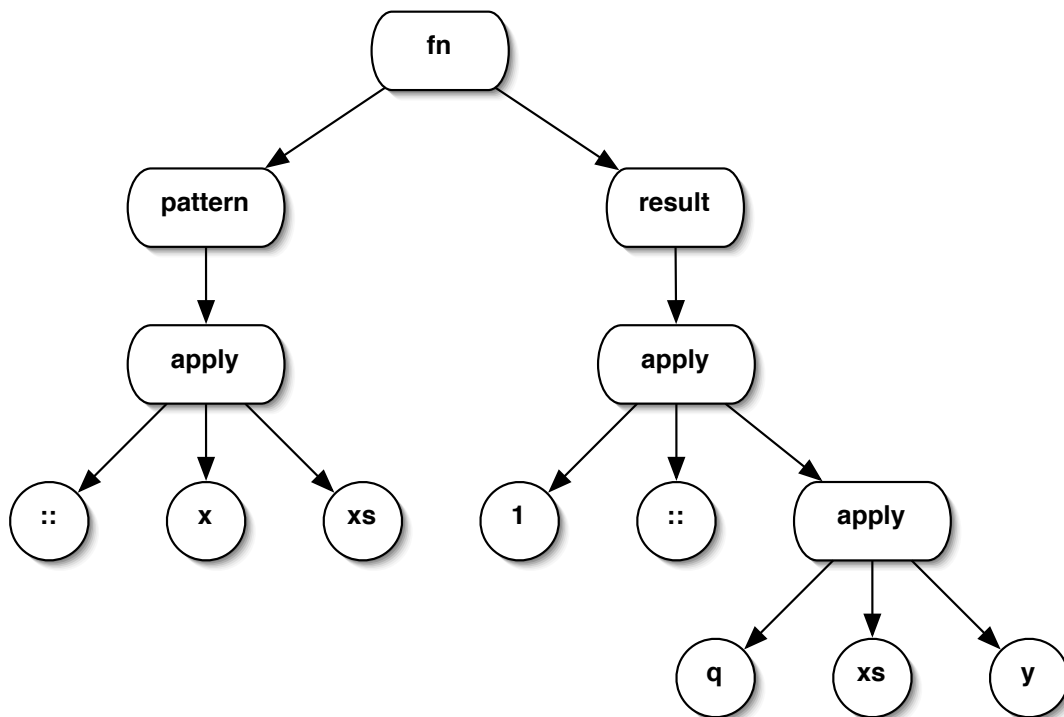 fn
pattern
result
apply
apply
::
x
xs
1
::
apply
q
xs
y